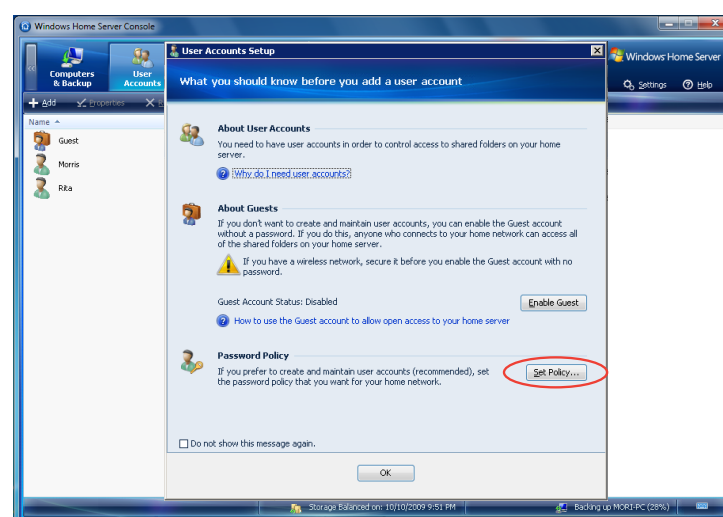 Windows Home Server Console
Computers
& Backup
User
Accounts
Windows Home Server
Settings
Help
Add
Properties
Name
Guest
Morris
Rita
User Accounts Setup
What you should know before you add a user account
About User Accounts
You need to have user accounts in order to control access to shared folders on your home
server.
Why do I need user accounts?
About Guests
If you don't want to create and maintain user accounts, you can enable the Guest account
without a password. If you do this, anyone who connects to your home network can access all
of the shared folders on your home server.
If you have a wireless network, secure it before you enable the Guest account with no
password.
Guest Account Status: Disabled
Enable Guest
How to use the Guest account to allow open access to your home server
Password Policy
If you prefer to create and maintain user accounts (recommended), set
the password policy that you want for your home network.
Set Policy...
Do not show this message again.
OK
Storage Balanced on: 10/10/2009 9:51 PM
Backing up MORI-PC (28%)